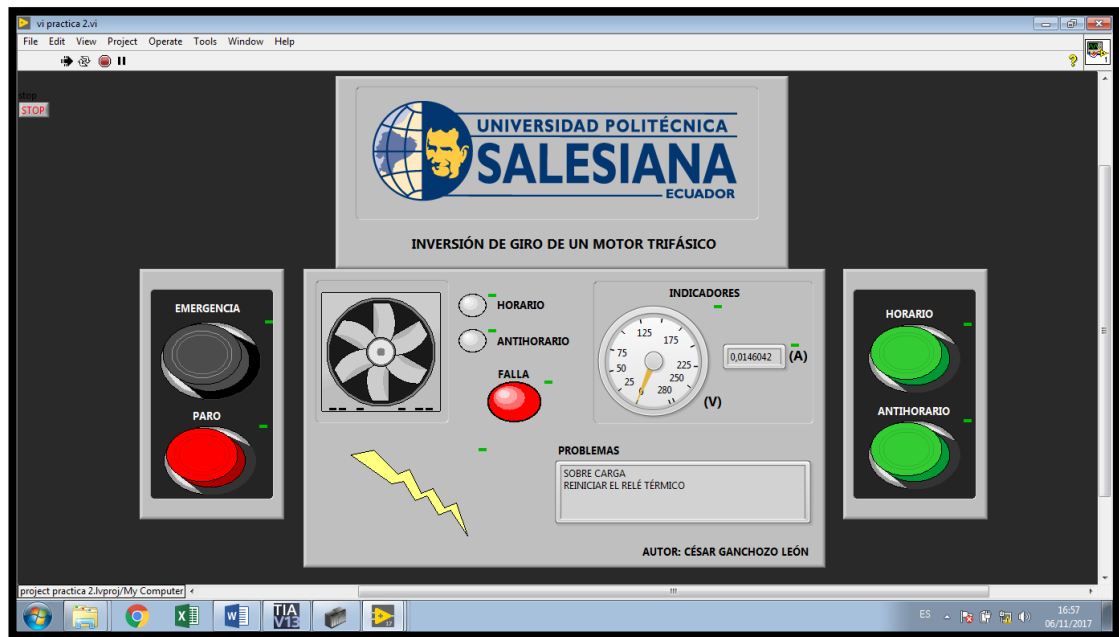 vi practica 2.vi
File Edit View Project Operate Tools Window Help
1
stop
STOP
UNIVERSIDAD POLITÉCNICA
SALESIANA
ECUADOR
INVERSIÓN DE GIRO DE UN MOTOR TRIFÁSICO
EMERGENCIA
PARO
HORARIO
ANTIHORARIO
FALLA
INDICADORES
0 25 50 75 125 175 225 250 280
(V)
0,0146042 (A)
PROBLEMAS
SOBRE CARGA
REINICIAR EL RELÉ TÉRMICO
AUTOR: CÉSAR GANCHOZO LEÓN
HORARIO
ANTIHORARIO
project practica 2.lvproj/My Computer
TIA V13
ES
16:57
06/11/2017